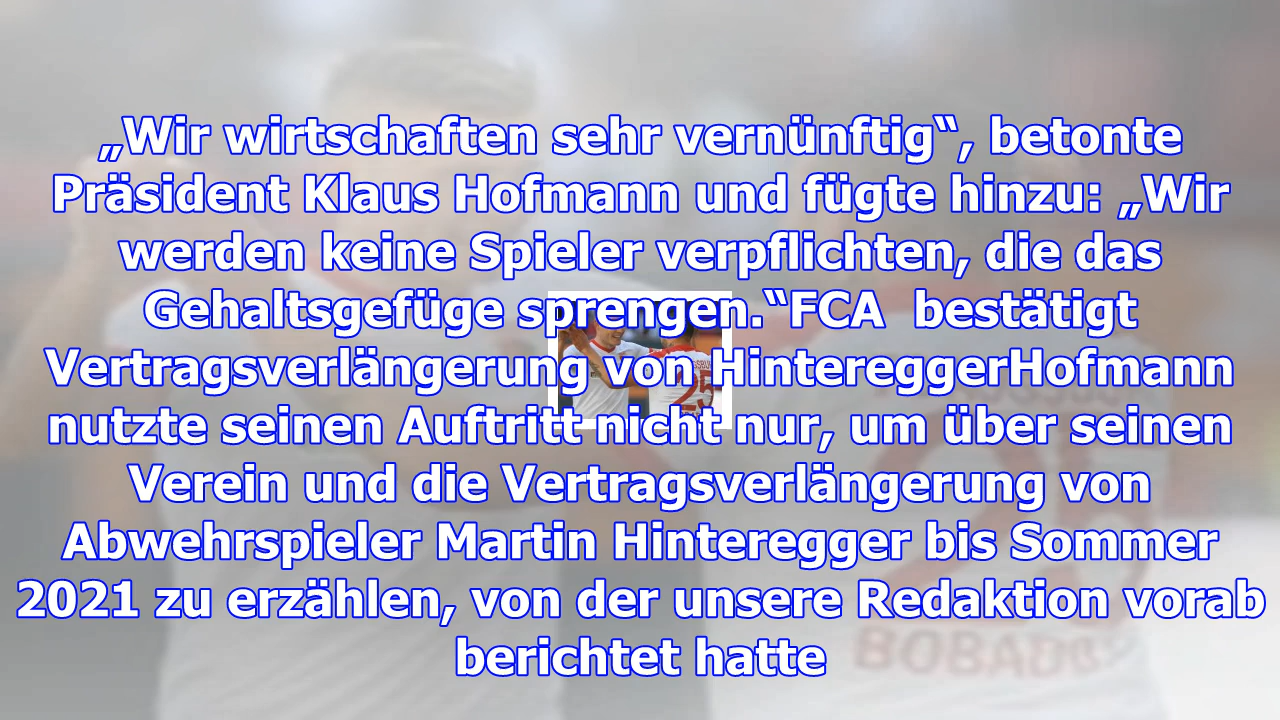 „Wir wirtschaften sehr vernünftig“, betonte
Präsident Klaus Hofmann und fügte hinzu: „Wir
werden keine Spieler verpflichten, die das
Gehaltsgefüge sprengen.“FCA  bestätigt
Vertragsverlängerung von HintereggerHofmann
nutzte seinen Auftritt nicht nur, um über seinen
Verein und die Vertragsverlängerung von
Abwehrspieler Martin Hinteregger bis Sommer
2021 zu erzählen, von der unsere Redaktion vorab
berichtet hatte
25